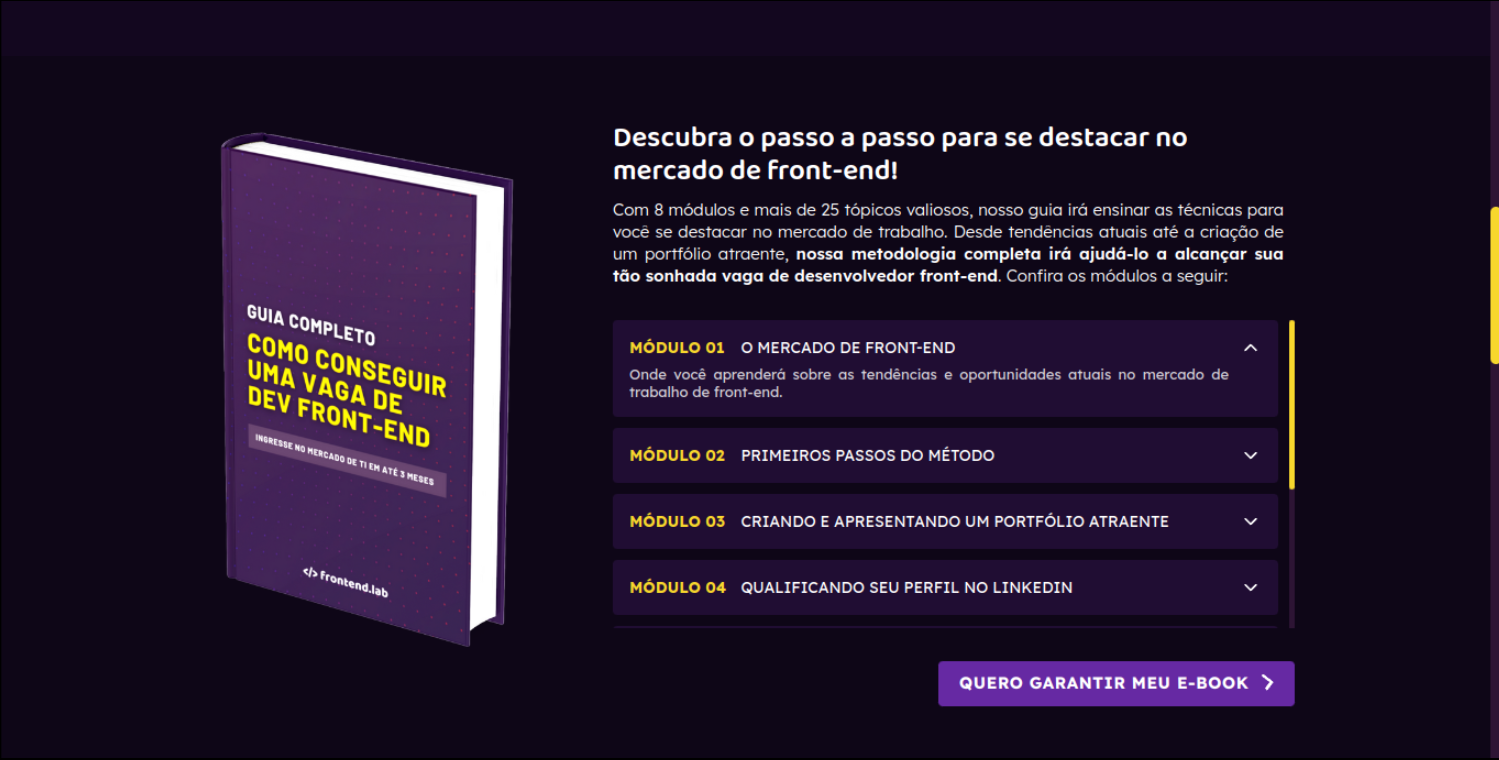 GUIA COMPLETO
COMO CONSEGUIR
UMA VAGA DE
DEV FRONT-END
INGRESSE NO MERCADO DE TI EM ATÉ 3 MESES
</> frontend.lab
Descubra o passo a passo para se destacar no
mercado de front-end!
Com 8 módulos e mais de 25 tópicos valiosos, nosso guia irá ensinar as técnicas para
você se destacar no mercado de trabalho. Desde tendências atuais até a criação de
um portfólio atraente, nossa metodologia completa irá ajudá-lo a alcançar sua
tão sonhada vaga de desenvolvedor front-end. Confira os módulos a seguir:
MÓDULO 01 O MERCADO DE FRONT-END
Onde você aprenderá sobre as tendências e oportunidades atuais no mercado de
trabalho de front-end.
MÓDULO 02 PRIMEIROS PASSOS DO MÉTODO
MÓDULO 03 CRIANDO E APRESENTANDO UM PORTFÓLIO ATRAENTE
MÓDULO 04 QUALIFICANDO SEU PERFIL NO LINKEDIN
QUERO GARANTIR MEU E-BOOK